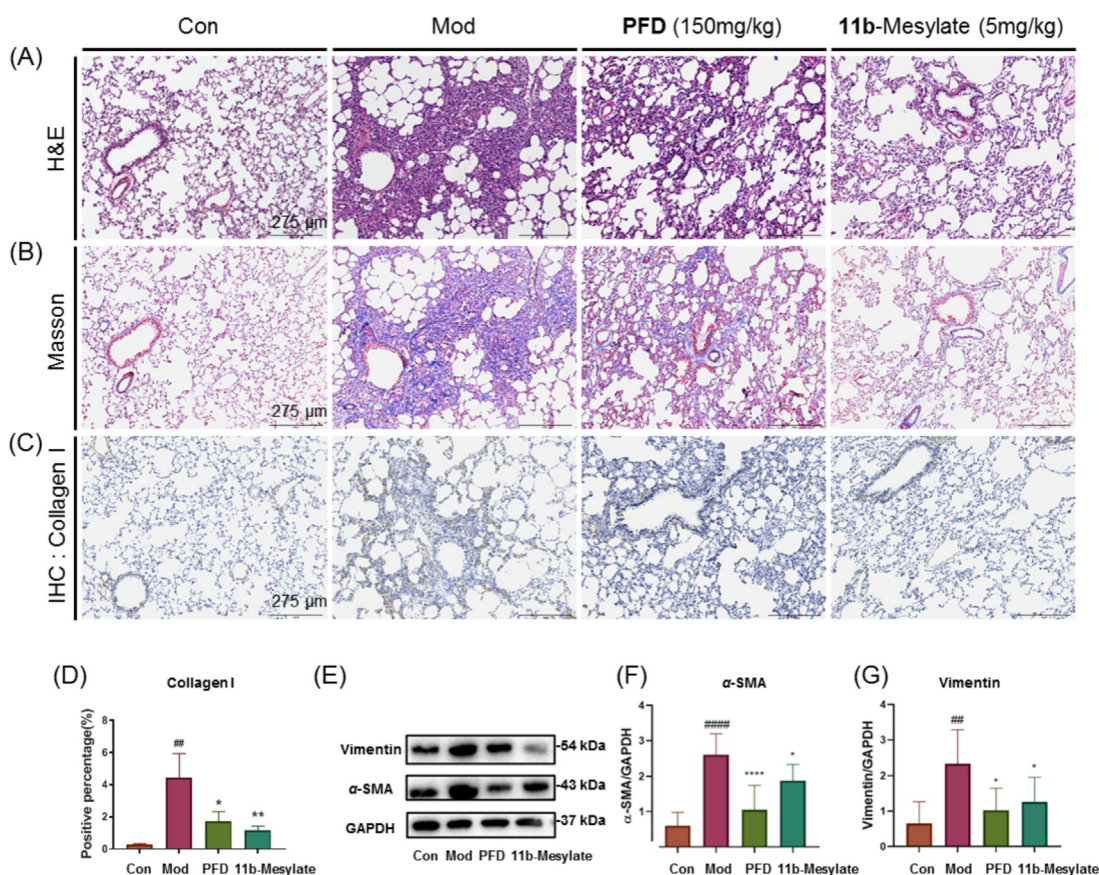 Con Mod PFD (150mg/kg) 11b-Mesylate (5mg/kg)
(A)
H&E
275 μm
(B)
Masson
275 μm
(C)
IHC : Collagen I
275 μm
(D)
Collagen I
Positive percentage(%)
8
6
4
2
0
##
*
**
Con Mod PFD 11b-Mesylate
(E)
Vimentin -54 kDa
α-SMA -43 kDa
GAPDH -37 kDa
Con Mod PFD 11b-Mesylate
(F)
α-SMA
α-SMA/GAPDH
4
3
2
1
####
****
*
Con Mod PFD 11b-Mesylate
(G)
Vimentin
Vimentin/GAPDH
4
3
2
1
0
##
*
*
Con Mod PFD 11b-Mesylate